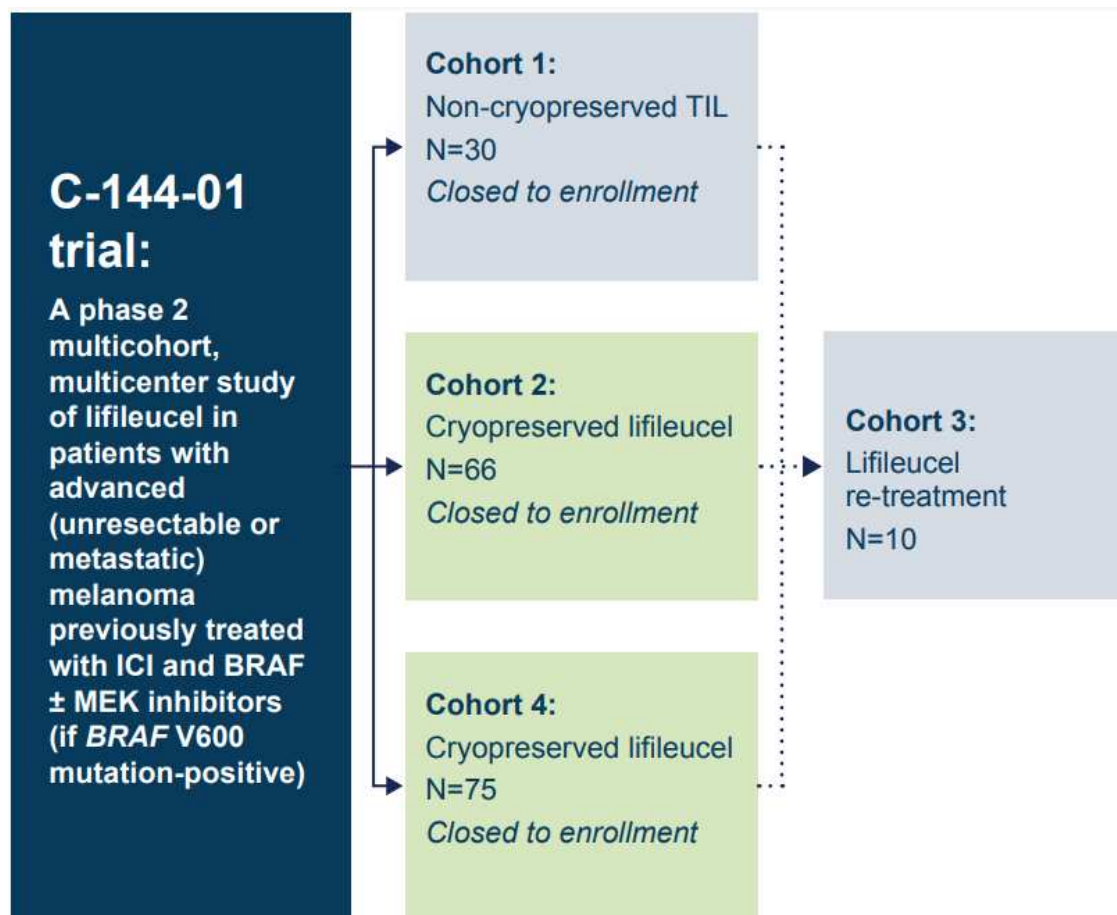 C-144-01
trial:
A phase 2
multicohort,
multicenter study
of lifileucel in
patients with
advanced
(unresectable or
metastatic)
melanoma
previously treated
with ICI and BRAF
± MEK inhibitors
(if BRAF V600
mutation-positive)
Cohort 1:
Non-cryopreserved TIL
N=30
Closed to enrollment
Cohort 2:
Cryopreserved lifileucel
N=66
Closed to enrollment
Cohort 4:
Cryopreserved lifileucel
N=75
Closed to enrollment
Cohort 3:
Lifileucel
re-treatment
N=10